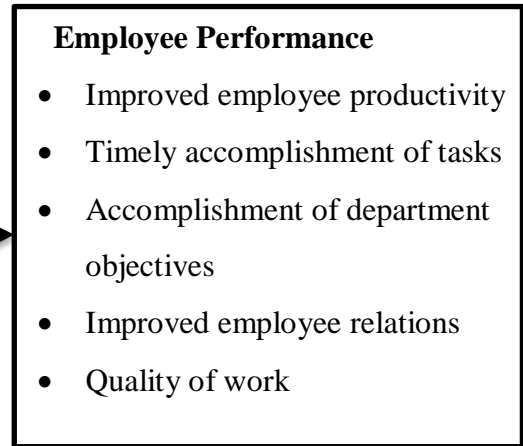 Employee Performance
• Improved employee productivity
• Timely accomplishment of tasks
• Accomplishment of department
objectives
• Improved employee relations
• Quality of work